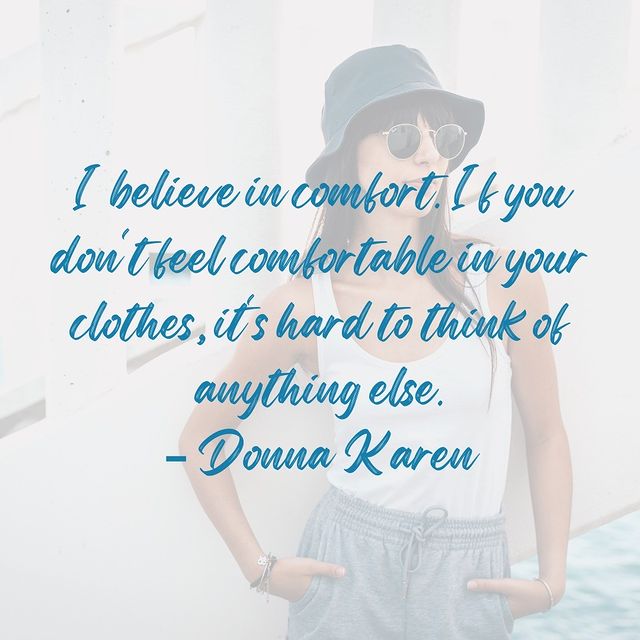 I believe in comfort. If you
don't feel comfortable in your
clothes, it's hard to think of
anything else.
- Donna Karen